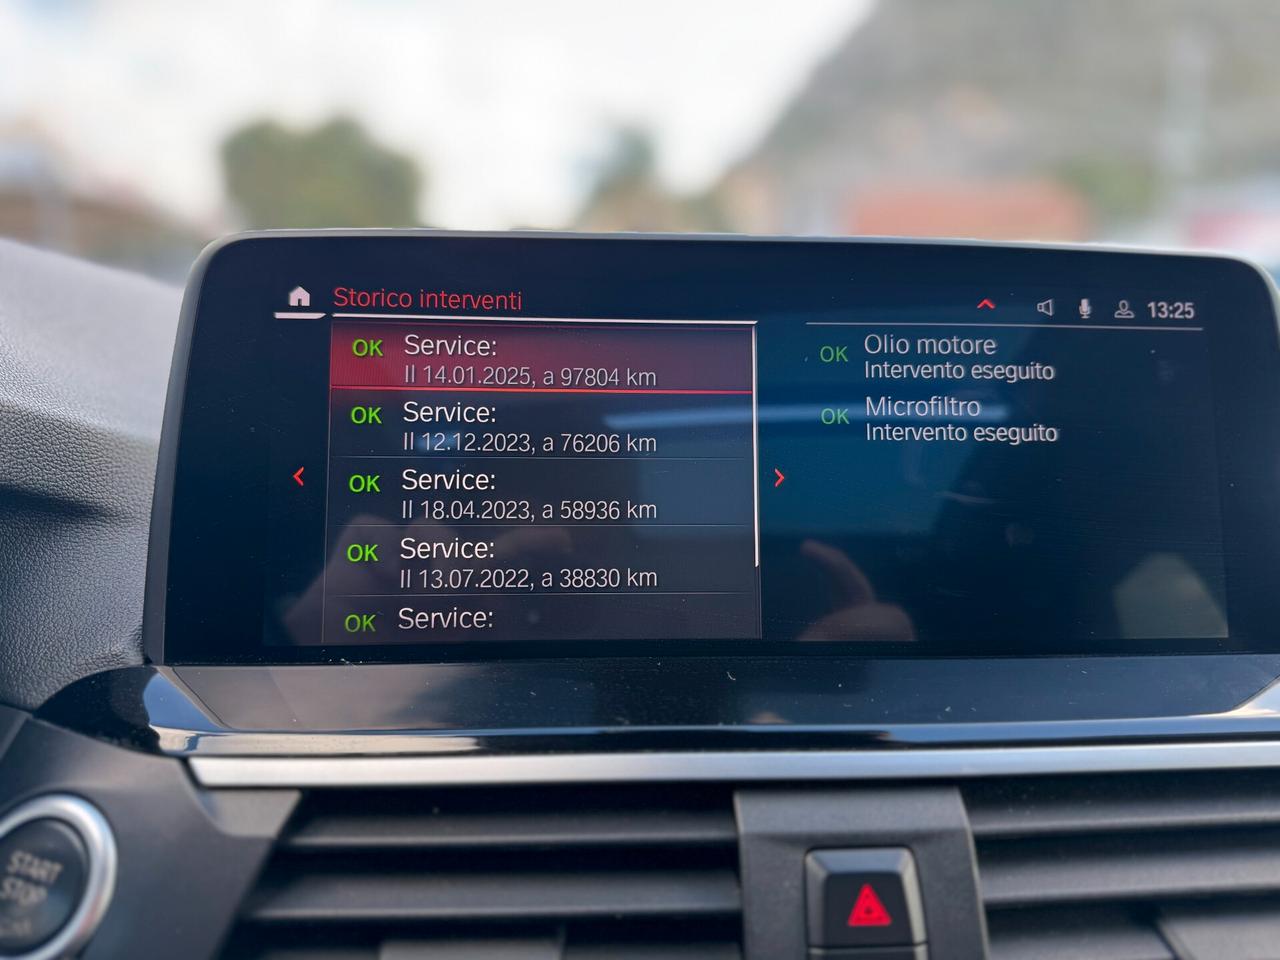 Storico interventi
13:25
OK Service:
Il 14.01.2025, a 97804 km
OK Service:
Il 12.12.2023, a 76206 km
OK Service:
Il 18.04.2023, a 58936 km
OK Service:
Il 13.07.2022, a 38830 km
OK Service:
OK Olio motore
Intervento eseguito
OK Microfiltro
Intervento eseguito
START
STOP